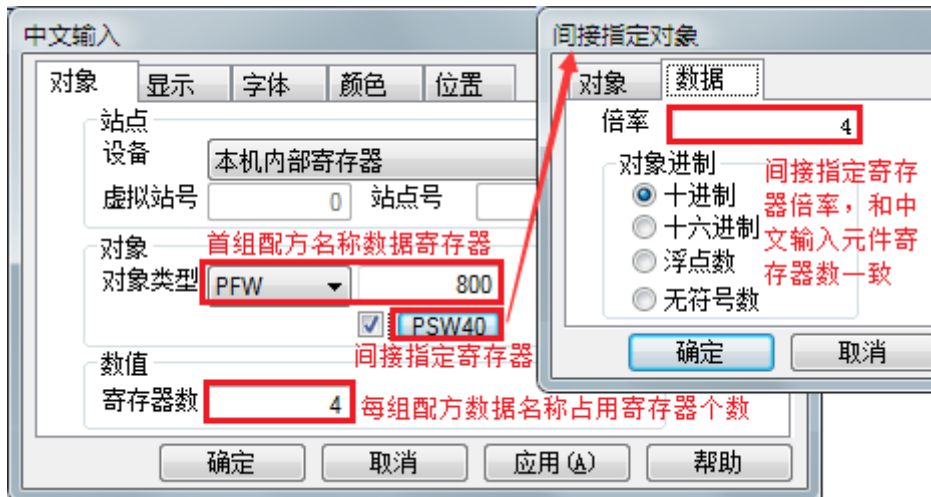 中文输入
对象
显示
字体
颜色
位置
站点
设备
本机内部寄存器
虚拟站号
0
站点号
对象
首组配方名称数据寄存器
对象类型
PFW
800
PSW40
间接指定寄存器
数值
寄存器数
4
每组配方数据名称占用寄存器个数
确定
取消
应用(A)
帮助
间接指定对象
对象
数据
倍率
4
对象进制
十进制
十六进制
浮点数
无符号数
间接指定寄存
器倍率，和中
文输入元件寄
存器数一致
确定
取消